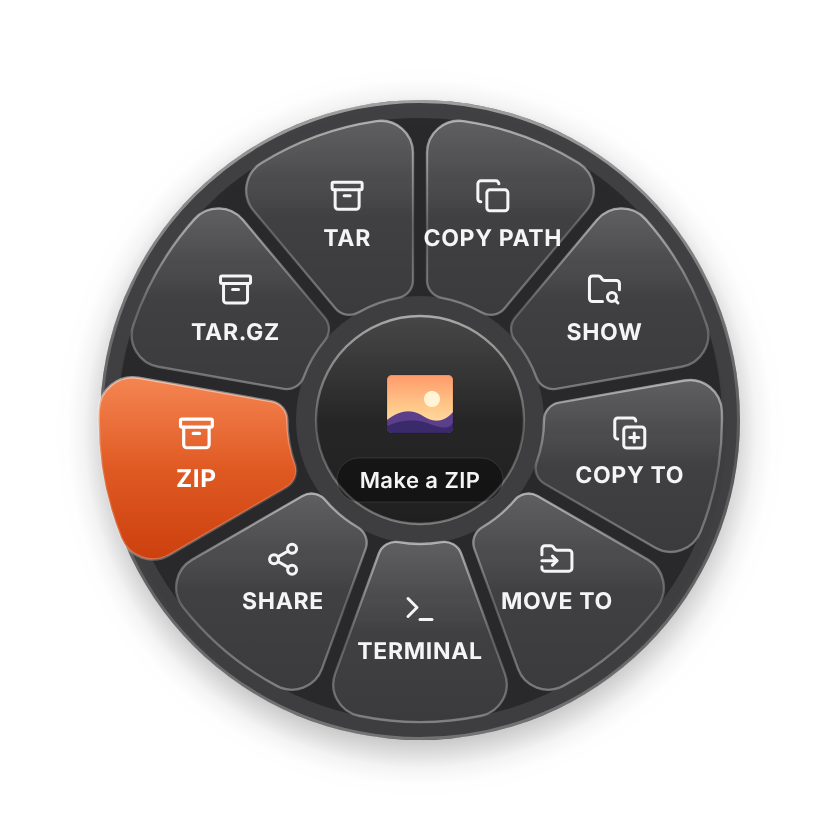 TAR
COPY PATH
TAR.GZ
SHOW
ZIP
COPY TO
Make a ZIP
SHARE
MOVE TO
TERMINAL